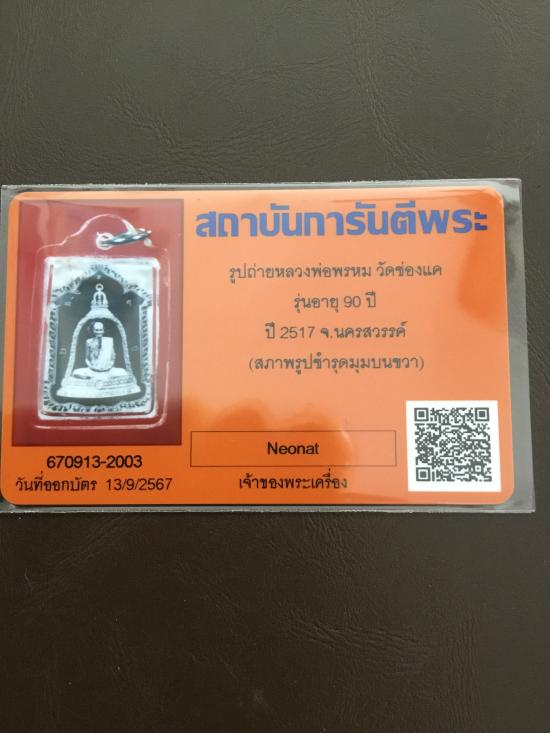 สถาบันการันตีพระ
รูปถ่ายหลวงพ่อพรหม วัดช่องแค
รุ่นอายุ 90 ปี
ปี 2517 จ.นครสวรรค์
(สภาพรูปชำรุดมุมบนขวา)
Neonat
เจ้าของพระเครื่อง
670913-2003
วันที่ออกบัตร 13/9/2567